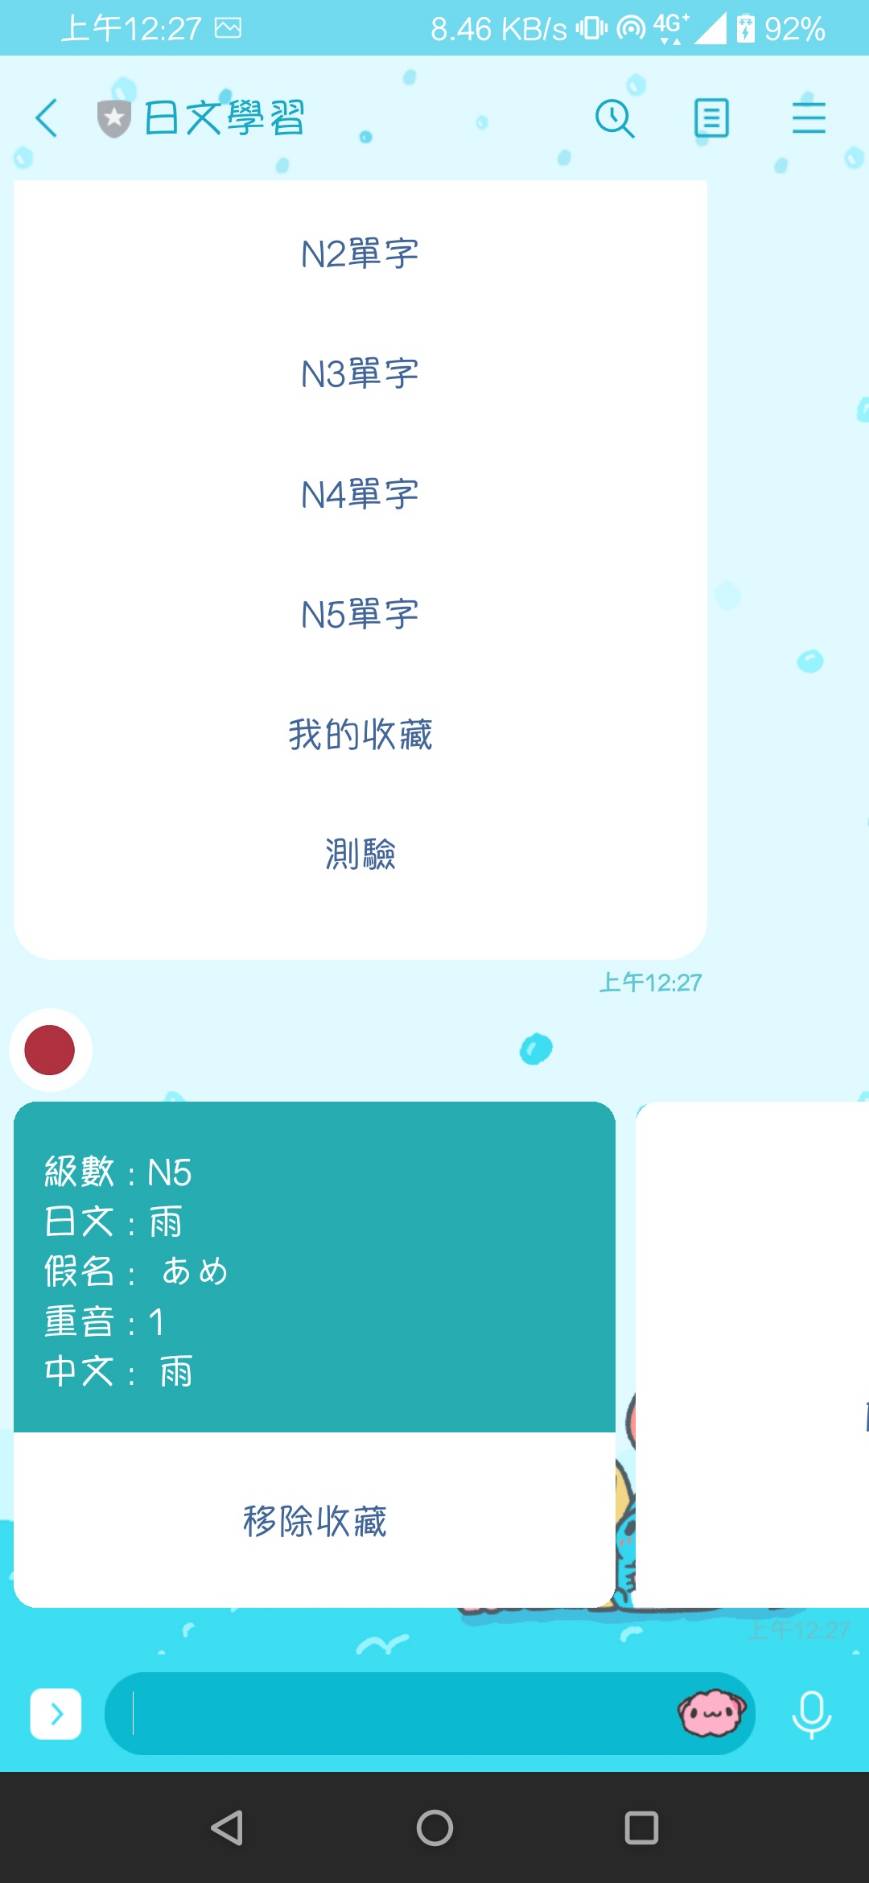 上午12:27
8.46 KB/s 4G+ 92%
日文學習
N2單字
N3單字
N4單字
N5單字
我的收藏
測驗
上午12:27
級數 : N5
日文 : 雨
假名 : あめ
重音 : 1
中文 : 雨
移除收藏
上午12:27